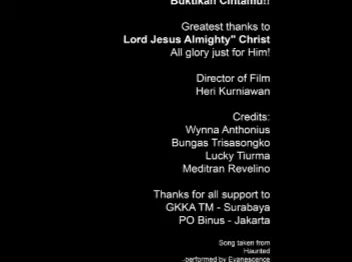 Buktikan Cintamu!!
Greatest thanks to
Lord Jesus Almighty" Christ
All glory just for Him!
Director of Film
Heri Kurniawan
Credits:
Wynna Anthonius
Bungas Trisasongko
Lucky Tiurma
Meditran Revelino
Thanks for all support to
GKKA TM - Surabaya
PO Binus - Jakarta
Song taken from
Haunted
-performed by Evanescence